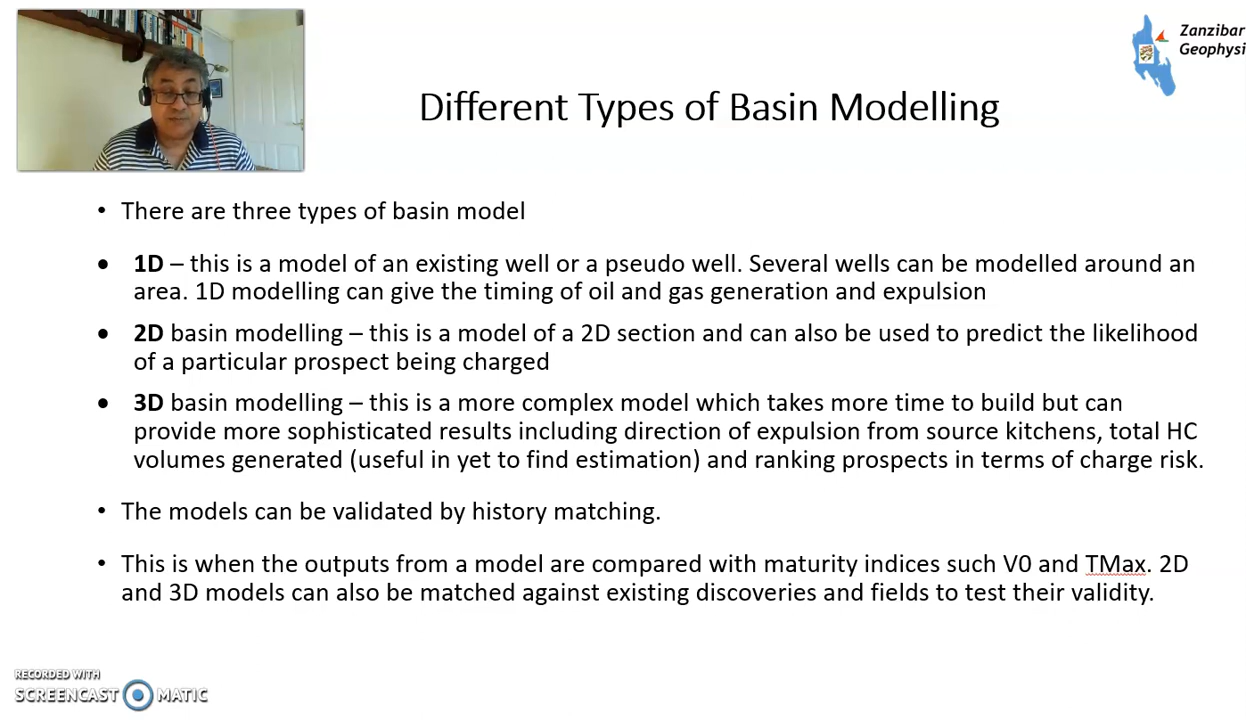 Zanzibar
Geophysi
Different Types of Basin Modelling
• There are three types of basin model
● 1D – this is a model of an existing well or a pseudo well. Several wells can be modelled around an
area. 1D modelling can give the timing of oil and gas generation and expulsion
● 2D basin modelling – this is a model of a 2D section and can also be used to predict the likelihood
of a particular prospect being charged
● 3D basin modelling – this is a more complex model which takes more time to build but can
provide more sophisticated results including direction of expulsion from source kitchens, total HC
volumes generated (useful in yet to find estimation) and ranking prospects in terms of charge risk.
• The models can be validated by history matching.
• This is when the outputs from a model are compared with maturity indices such V0 and TMax. 2D
and 3D models can also be matched against existing discoveries and fields to test their validity.
RECORDED WITH
SCREENCAST MATIC